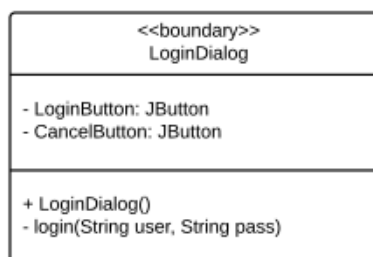 <<boundary>>
LoginDialog
- LoginButton: JButton
- CancelButton: JButton
+ LoginDialog()
- login(String user, String pass)